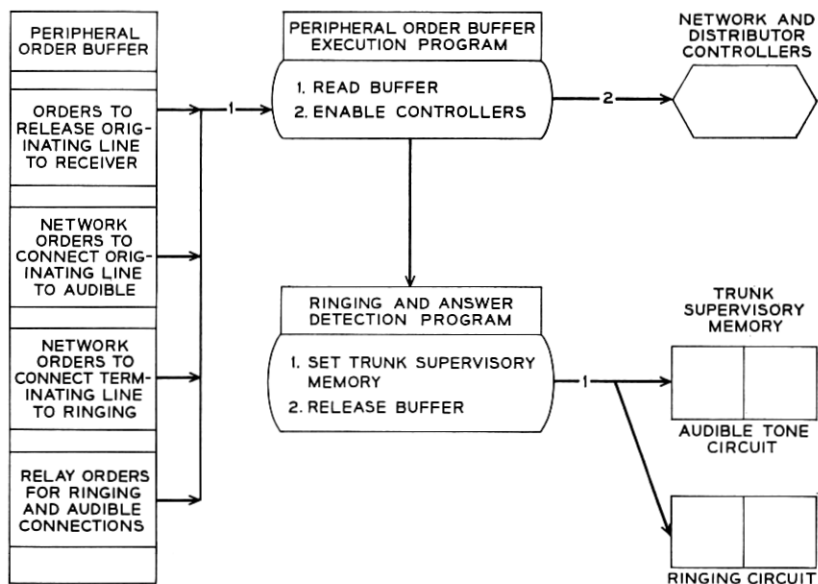 PERIPHERAL
ORDER BUFFER
ORDERS TO
RELEASE ORIG-
INATING LINE
TO RECEIVER
NETWORK
ORDERS TO
CONNECT ORIG-
INATING LINE
TO AUDIBLE
NETWORK
ORDERS TO
CONNECT TERM-
INATING LINE
TO RINGING
RELAY ORDERS
FOR RINGING
AND AUDIBLE
CONNECTIONS
1
PERIPHERAL ORDER BUFFER
EXECUTION PROGRAM
1. READ BUFFER
2. ENABLE CONTROLLERS
2
NETWORK AND
DISTRIBUTOR
CONTROLLERS
RINGING AND ANSWER
DETECTION PROGRAM
1. SET TRUNK SUPERVISORY
MEMORY
2. RELEASE BUFFER
1
TRUNK
SUPERVISORY
MEMORY
AUDIBLE TONE
CIRCUIT
RINGING CIRCUIT